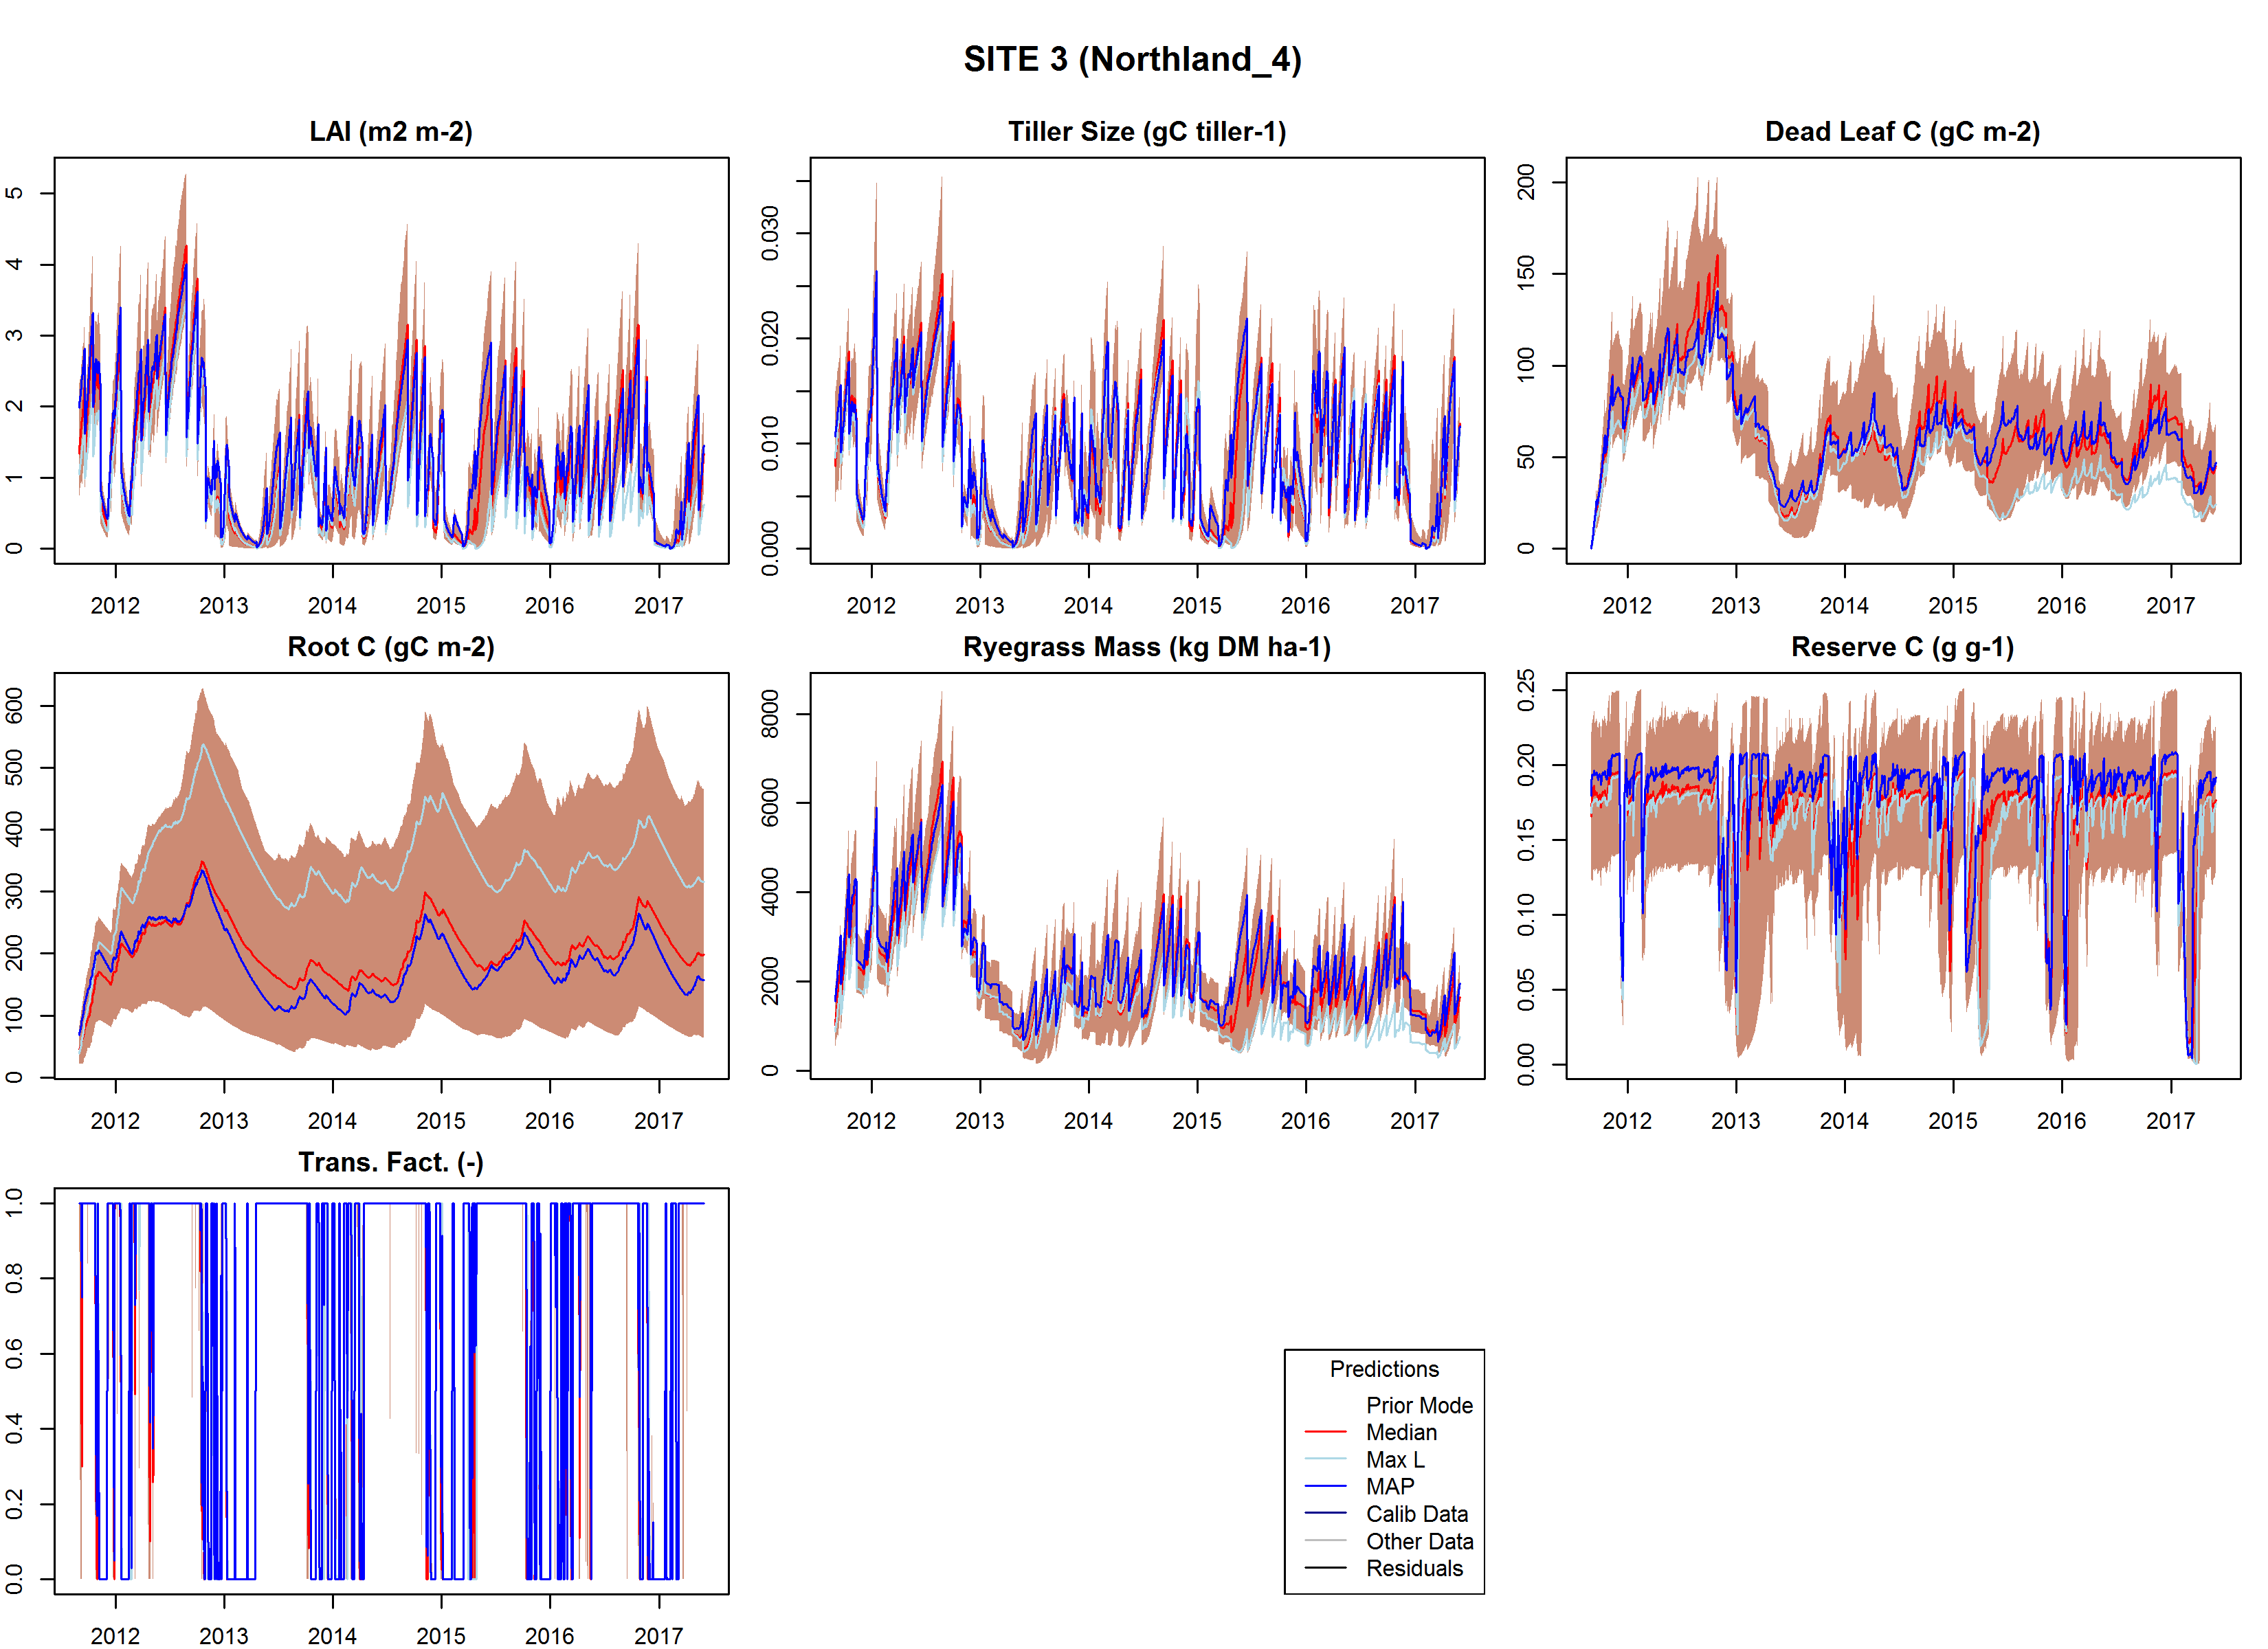 SITE 3 (Northland_4)
LAI (m2 m-2)
0 1 2 3 4 5
2012 2013 2014 2015 2016 2017
Tiller Size (gC tiller-1)
0.000 0.010 0.020 0.030
2012 2013 2014 2015 2016 2017
Dead Leaf C (gC m-2)
0 50 100 150 200
2012 2013 2014 2015 2016 2017
Root C (gC m-2)
0 100 200 300 400 500 600
2012 2013 2014 2015 2016 2017
Ryegrass Mass (kg DM ha-1)
0 2000 4000 6000 8000
2012 2013 2014 2015 2016 2017
Reserve C (g g-1)
0.00 0.05 0.10 0.15 0.20 0.25
2012 2013 2014 2015 2016 2017
Trans. Fact. (-)
0.0 0.2 0.4 0.6 0.8 1.0
2012 2013 2014 2015 2016 2017
Predictions
Prior Mode
Median
Max L
MAP
Calib Data
Other Data
Residuals